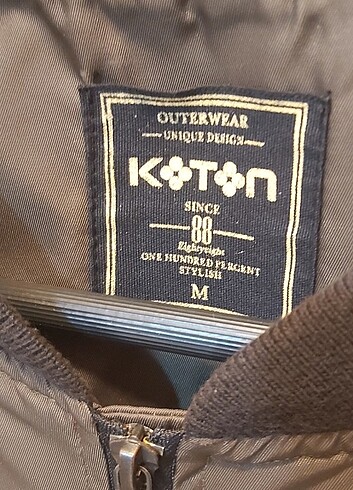 OUTERWEAR
UNIQUE DESIGN
KOTON
SINCE
88
Eightyeight
ONE HUNDRED PERCENT
STYLISH
M